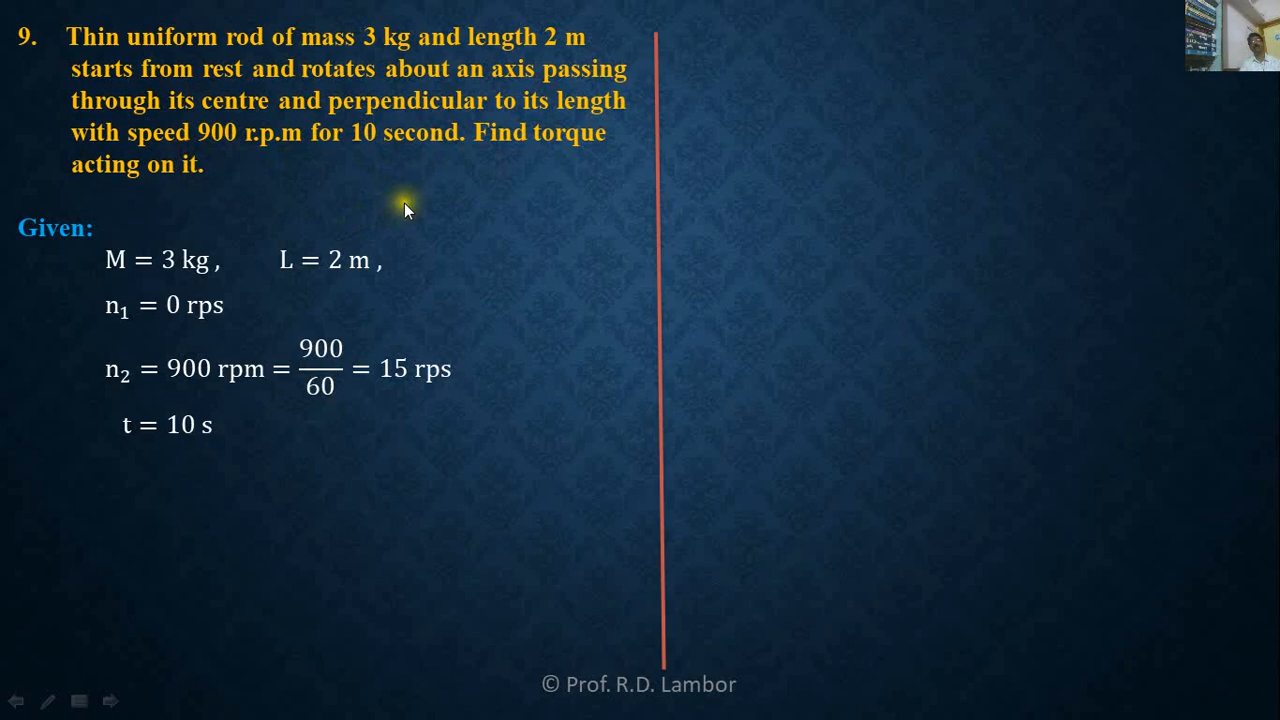 9. Thin uniform rod of mass 3 kg and length 2 m
starts from rest and rotates about an axis passing
through its centre and perpendicular to its length
with speed 900 r.p.m for 10 second. Find torque
acting on it.
Given:
M = 3 kg , L = 2 m ,
n₁ = 0 rps
n₂ = 900 rpm = 900/60 = 15 rps
t = 10 s
© Prof. R.D. Lambor